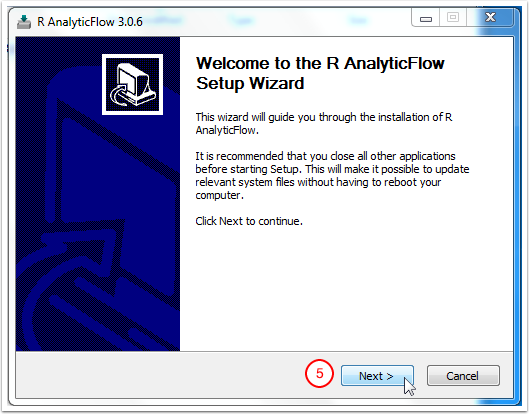 R AnalyticFlow 3.0.6
Welcome to the R AnalyticFlow
Setup Wizard
This wizard will guide you through the installation of R
AnalyticFlow.
It is recommended that you close all other applications
before starting Setup. This will make it possible to update
relevant system files without having to reboot your
computer.
Click Next to continue.
5
Next >
Cancel